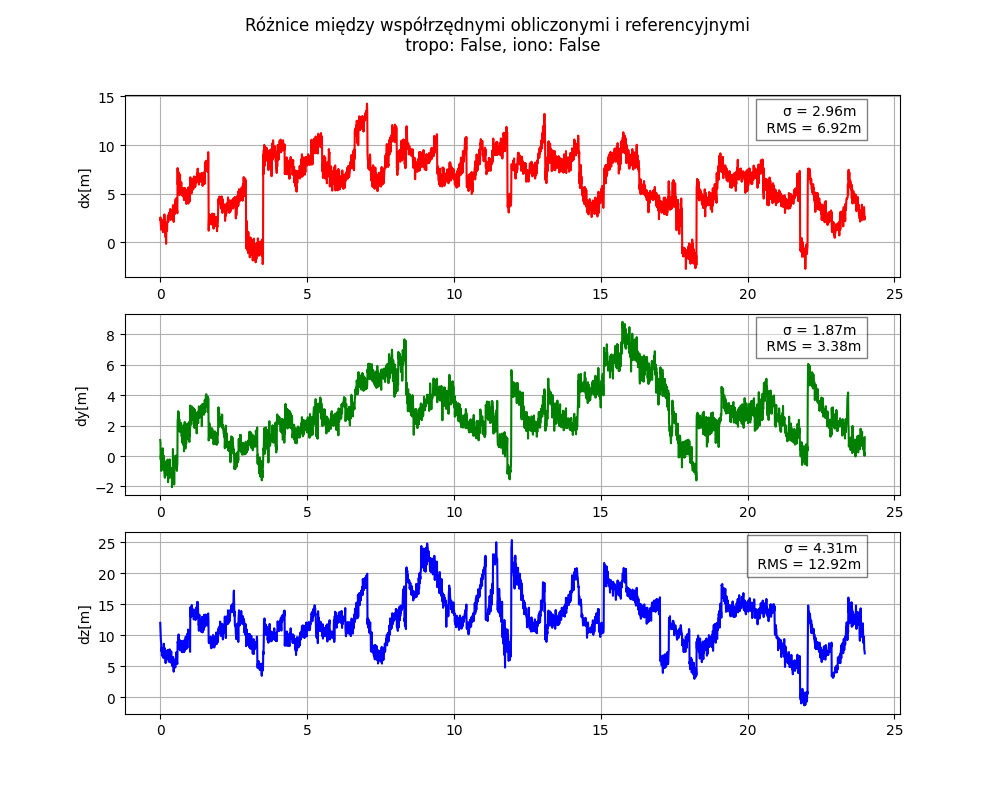 Różnice między współrzędnymi obliczonymi i referencyjnymi
tropo: False, iono: False
15
10
5
0
dx[m]
σ = 2.96m
RMS = 6.92m
0 5 10 15 20 25
8
6
4
2
0
−2
dy[m]
σ = 1.87m
RMS = 3.38m
0 5 10 15 20 25
25
20
15
10
5
0
dz[m]
σ = 4.31m
RMS = 12.92m
0 5 10 15 20 25